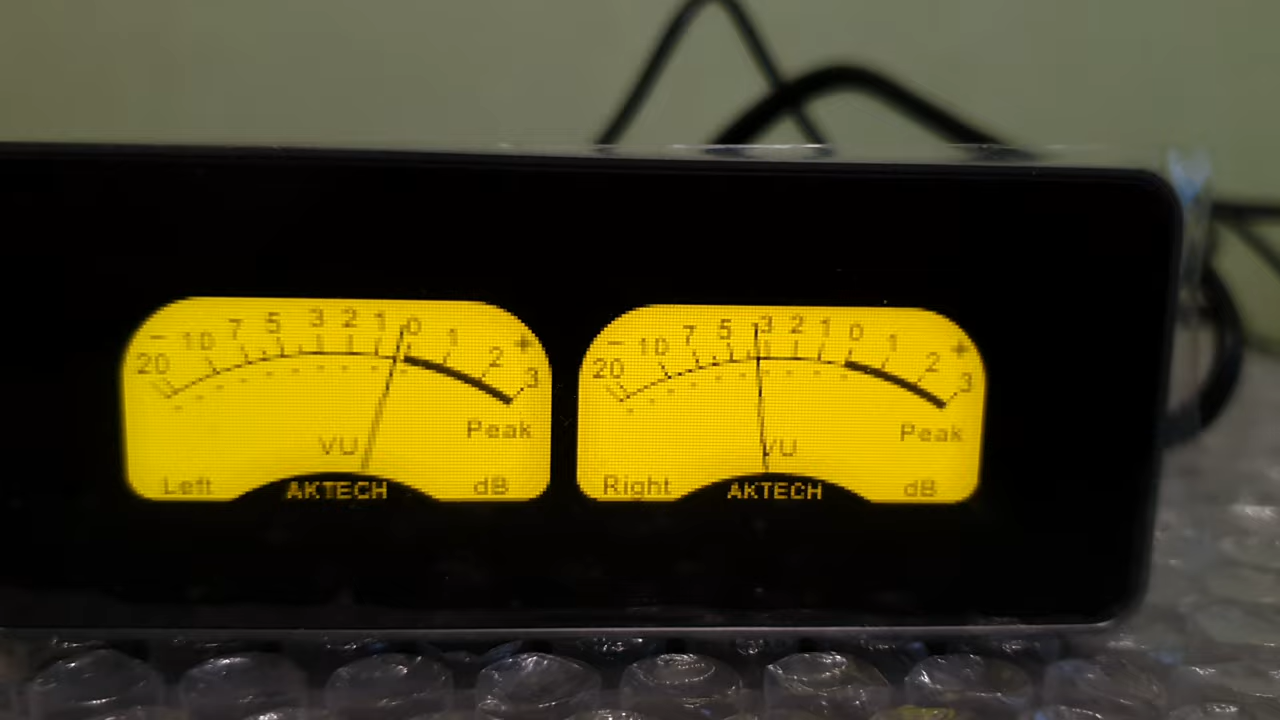 − 20 10 7 5 3 2 1 0 1 2 3 +
VU
Peak
Left
AKTECH
dB
− 20 10 7 5 3 2 1 0 1 2 3 +
VU
Peak
Right
AKTECH
dB